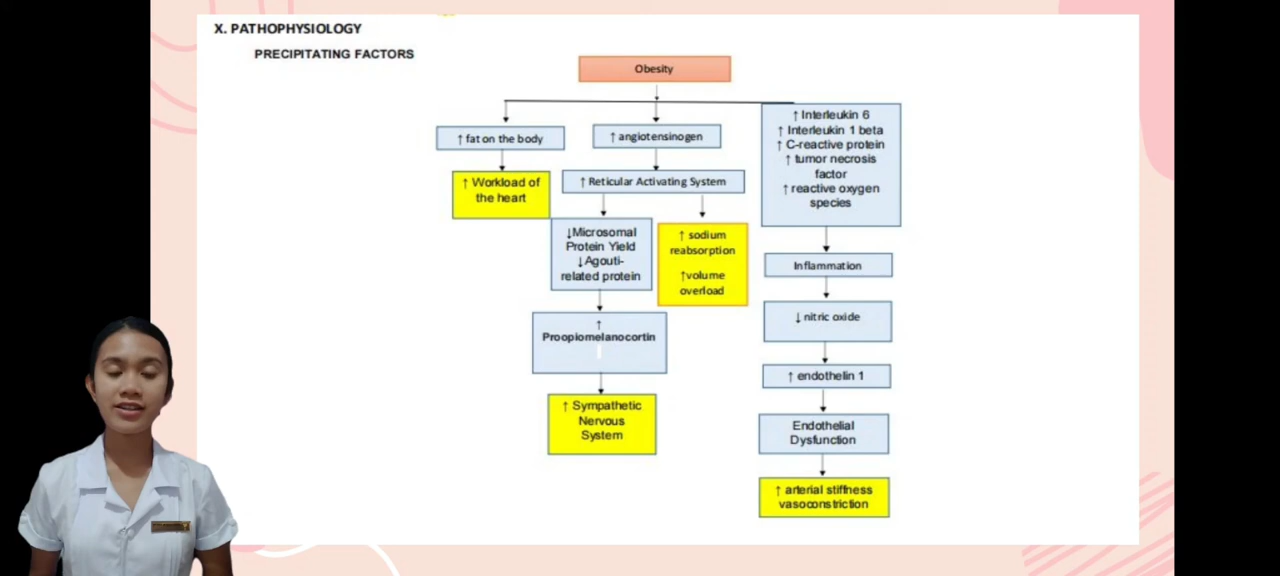 X. PATHOPHYSIOLOGY
PRECIPITATING FACTORS
Obesity
↑ fat on the body
↑ Workload of
the heart
↑ angiotensinogen
↑ Reticular Activating System
↓Microsomal
Protein Yield
↓Agouti-
related protein
↑
Proopiomelanocortin
↑ Sympathetic
Nervous
System
↑ sodium
reabsorption
↑volume
overload
↑ Interleukin 6
↑ Interleukin 1 beta
↑ C-reactive protein
↑ tumor necrosis
factor
↑ reactive oxygen
species
Inflammation
↓ nitric oxide
↑ endothelin 1
Endothelial
Dysfunction
↑ arterial stiffness
vasoconstriction